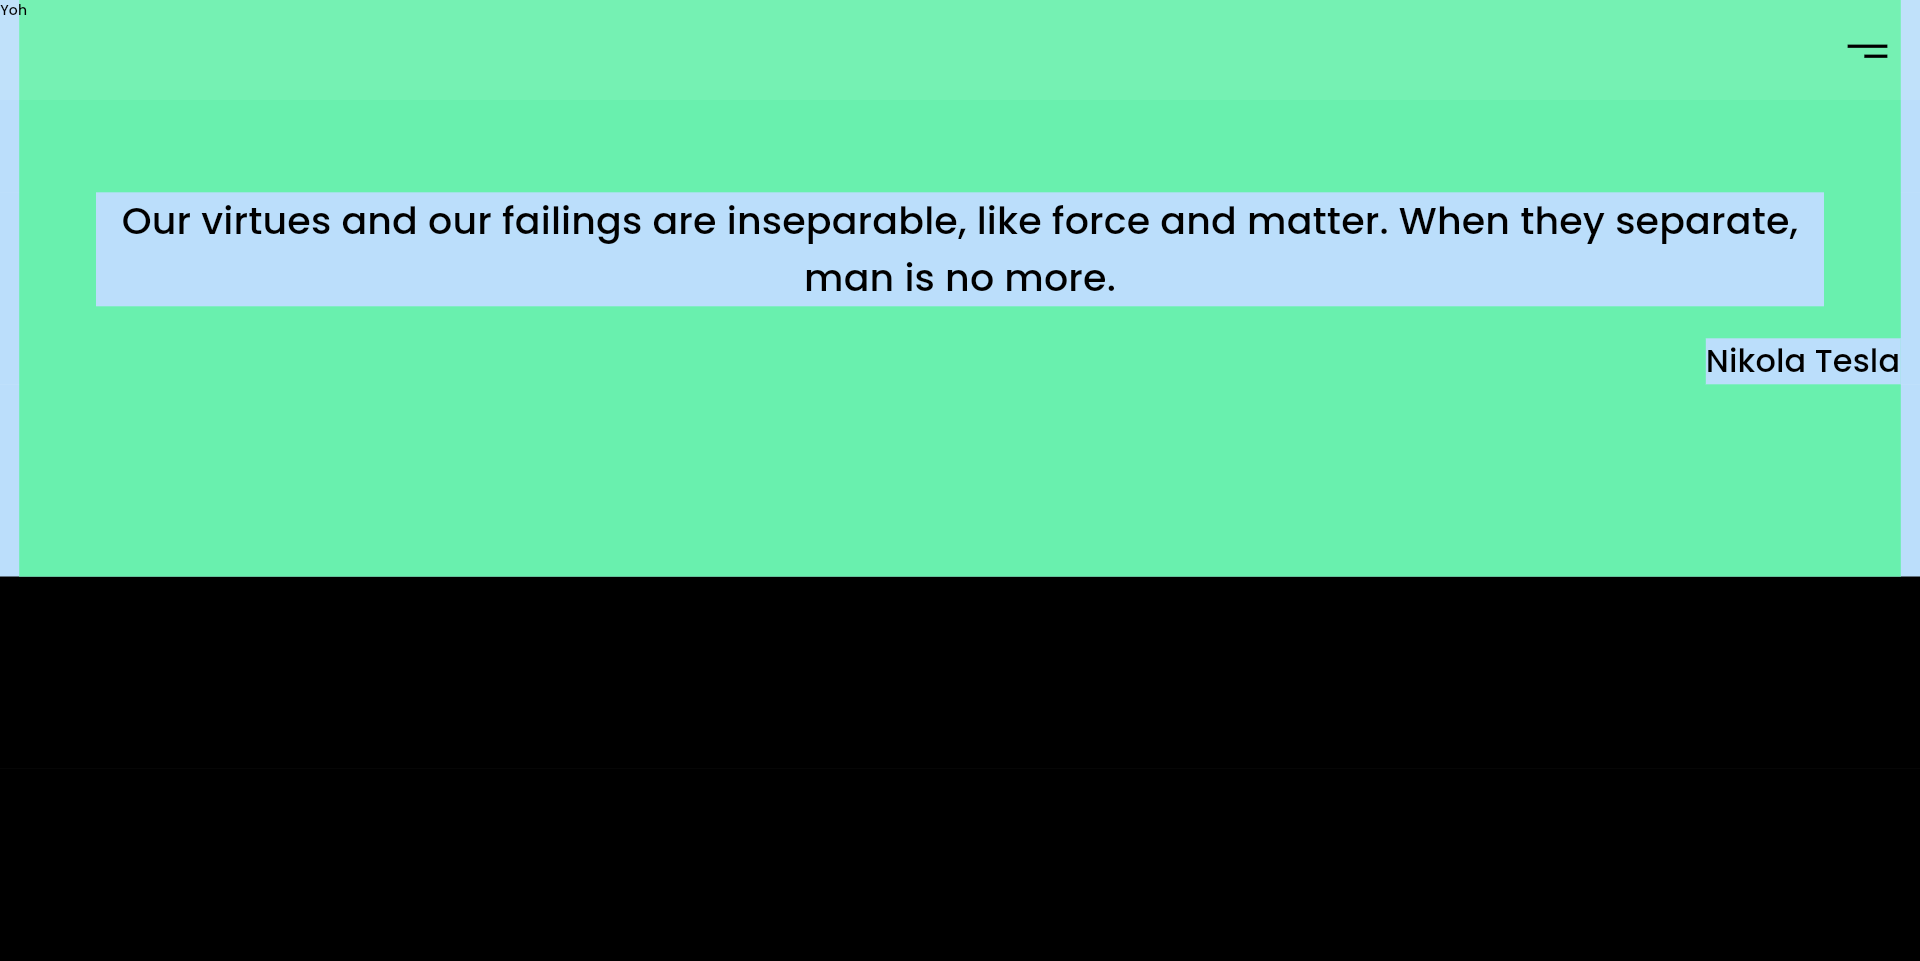 Yoh
Our virtues and our failings are inseparable, like force and matter. When they separate,
man is no more.
Nikola Tesla